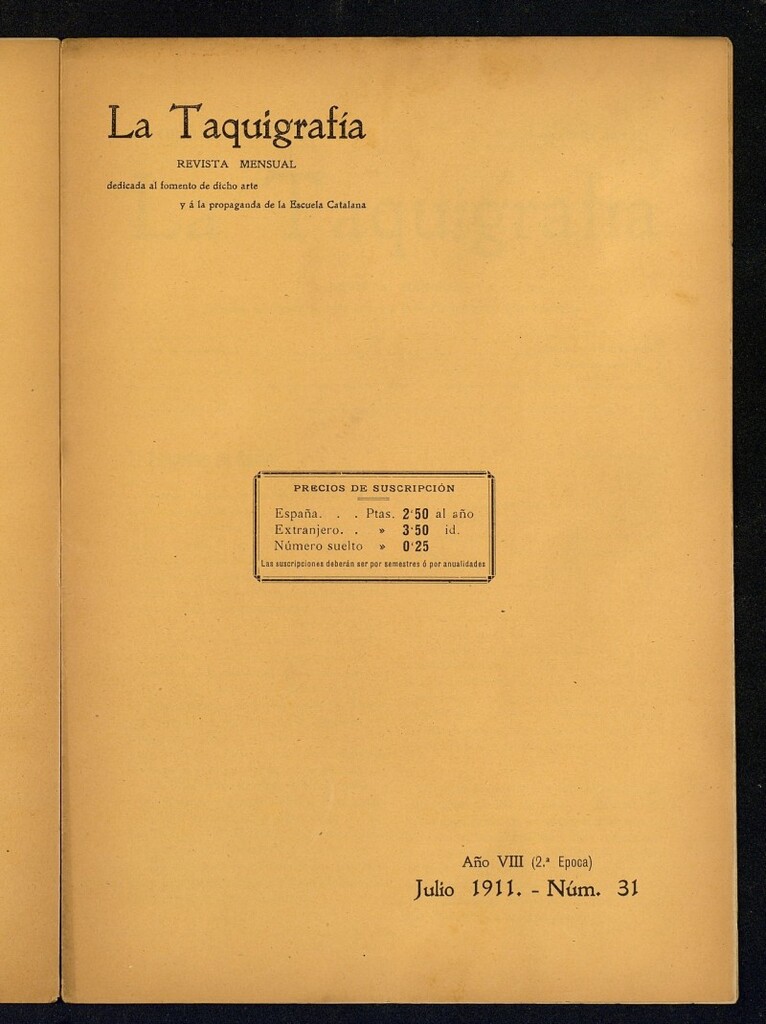 La Taquigrafía
REVISTA MENSUAL
dedicada al fomento de dicho arte
y á la propaganda de la Escuela Catalana
PRECIOS DE SUSCRIPCIÓN
España. . . Ptas. 2'50 al año
Extranjero. . » 3'50 id.
Número suelto » 0'25
Las suscripciones deberán ser por semestres ó por anualidades
Año VIII (2.ª Epoca)
Julio 1911. - Núm. 31